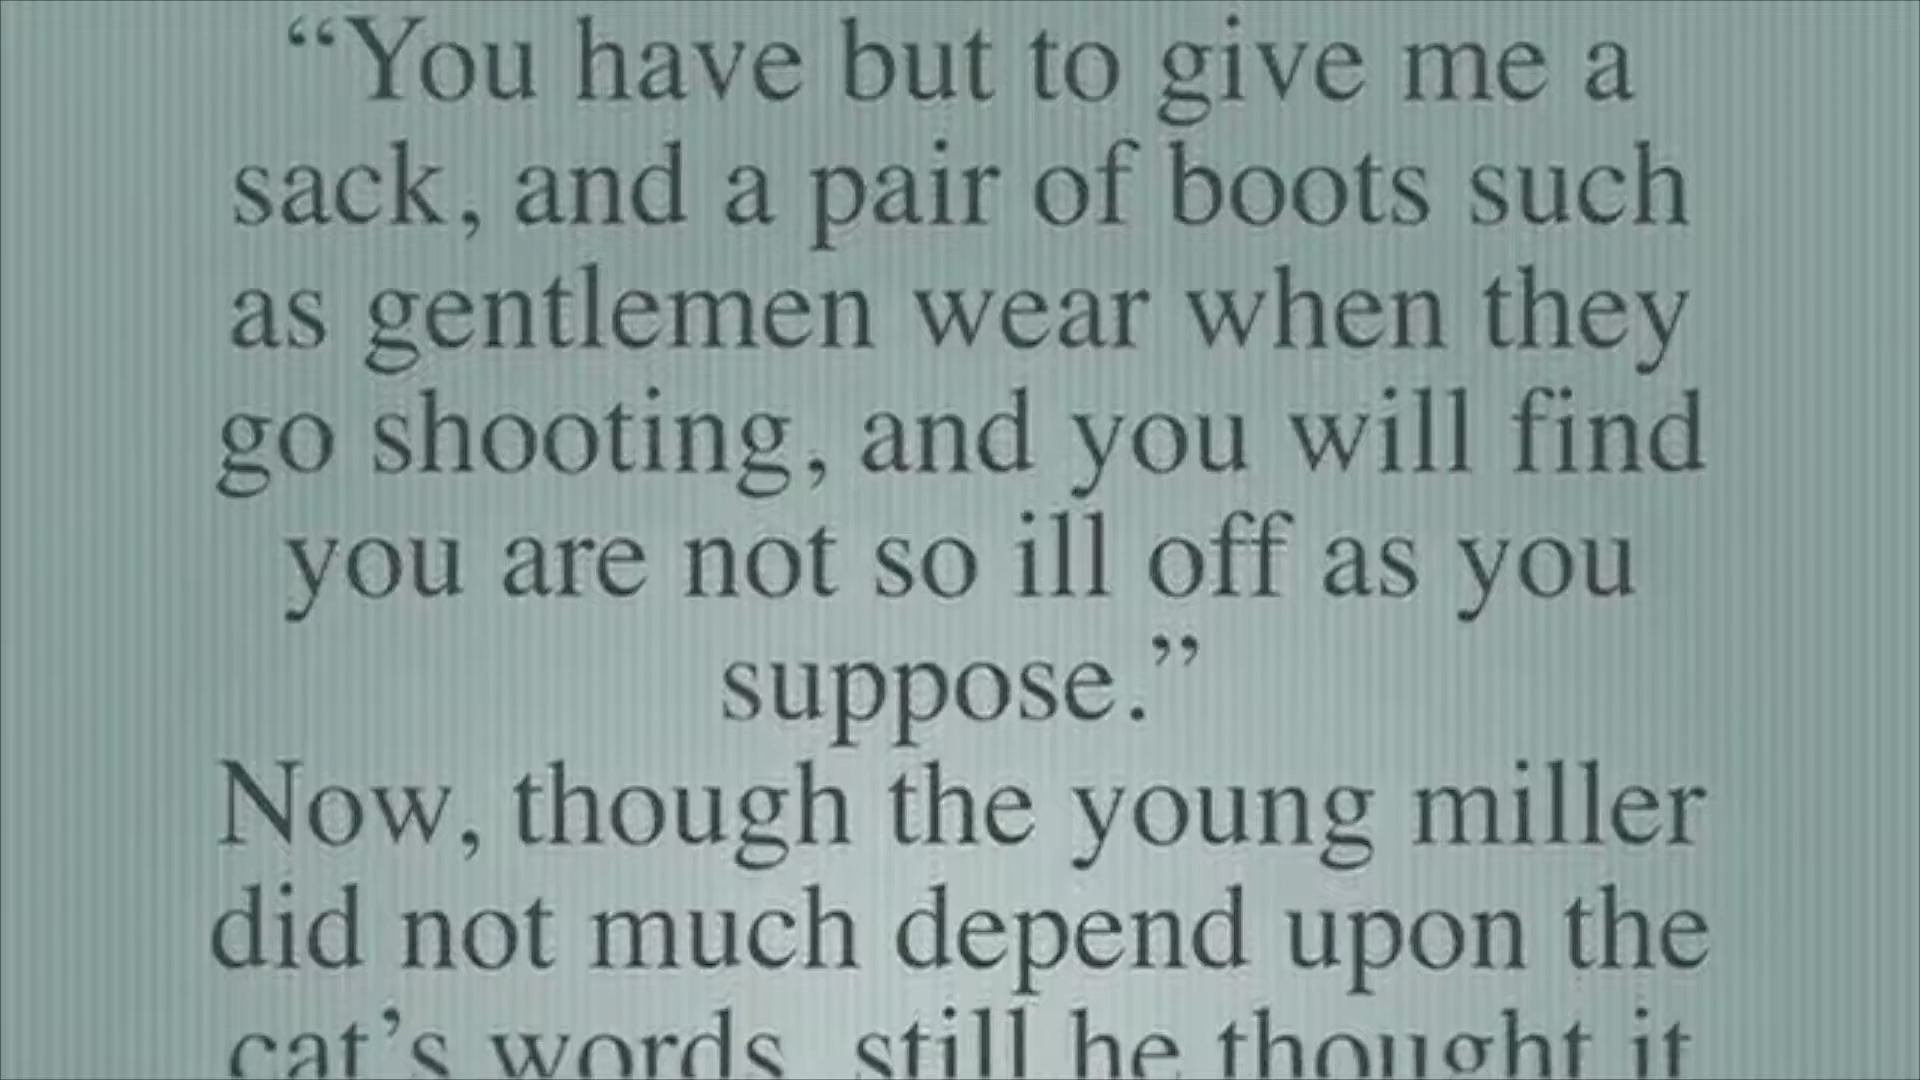 “You have but to give me a
sack, and a pair of boots such
as gentlemen wear when they
go shooting, and you will find
you are not so ill off as you
suppose.”
Now, though the young miller
did not much depend upon the
cat’s words, still he thought it